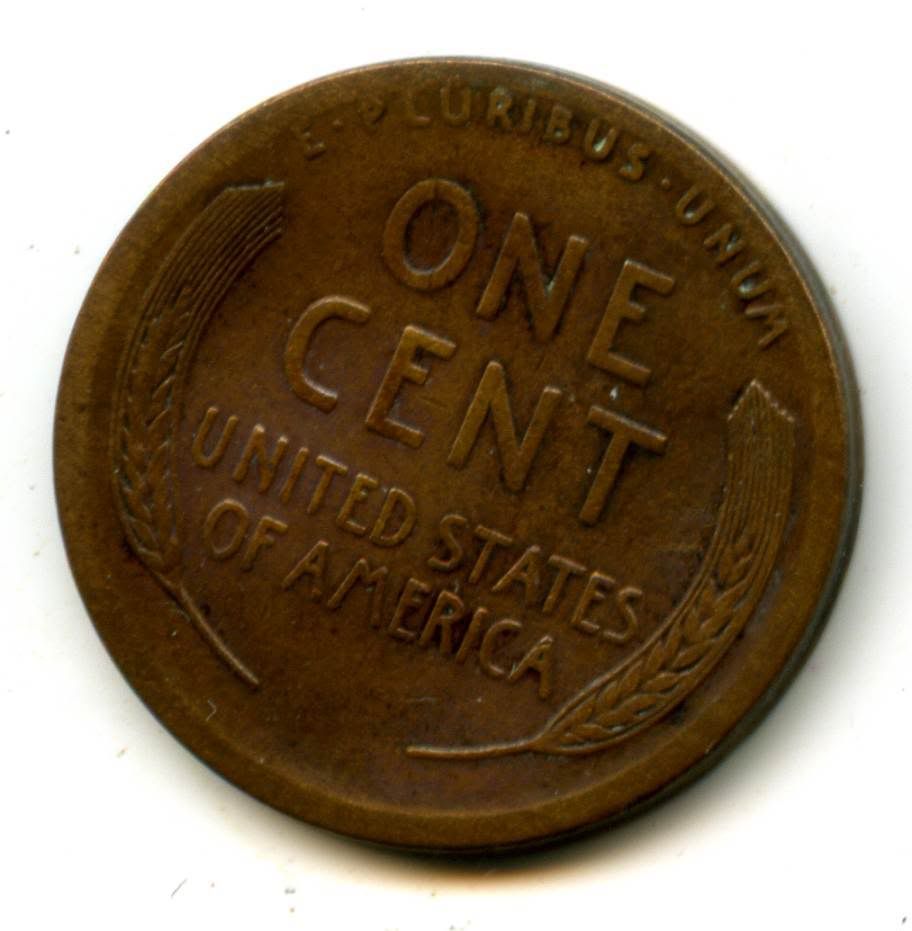 E·PLURIBUS·UNUM
ONE
CENT
UNITED STATES
OF AMERICA